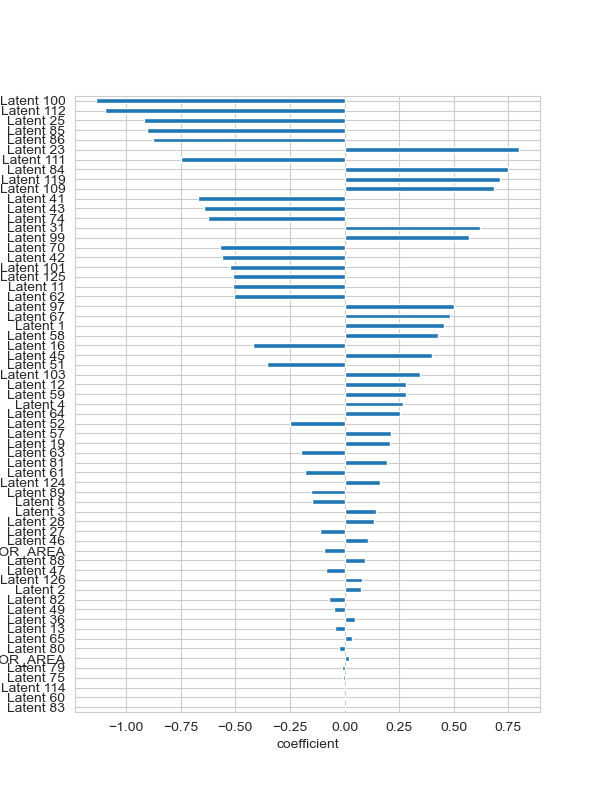 Latent 100
Latent 112
Latent 25
Latent 85
Latent 86
Latent 23
Latent 111
Latent 84
Latent 119
Latent 109
Latent 41
Latent 43
Latent 74
Latent 31
Latent 99
Latent 70
Latent 42
Latent 101
Latent 125
Latent 11
Latent 62
Latent 97
Latent 67
Latent 1
Latent 58
Latent 16
Latent 45
Latent 51
Latent 103
Latent 12
Latent 59
Latent 4
Latent 64
Latent 52
Latent 57
Latent 19
Latent 63
Latent 81
Latent 61
Latent 124
Latent 89
Latent 8
Latent 3
Latent 28
Latent 27
Latent 46
OR_AREA
Latent 88
Latent 47
Latent 126
Latent 2
Latent 82
Latent 49
Latent 36
Latent 13
Latent 65
Latent 80
OR_AREA
Latent 79
Latent 75
Latent 114
Latent 60
Latent 83
−1.00 −0.75 −0.50 −0.25 0.00 0.25 0.50 0.75
coefficient